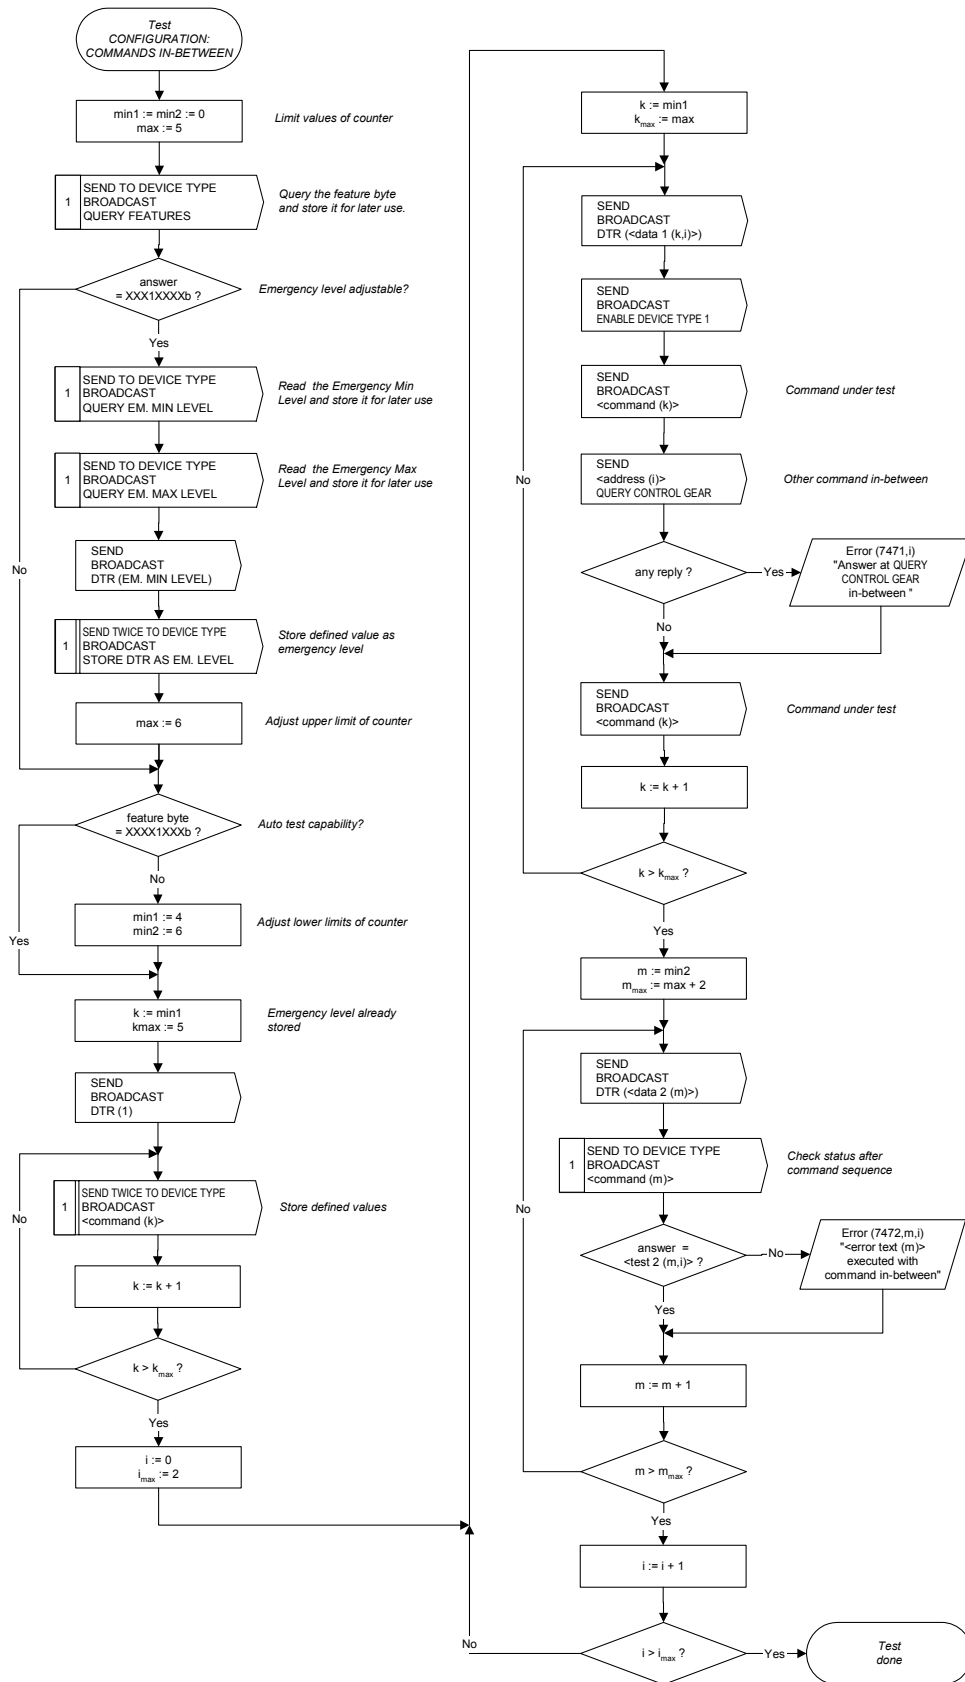 Test
CONFIGURATION:
COMMANDS IN-BETWEEN
min1 := min2 := 0
max := 5
Limit values of counter
1
SEND TO DEVICE TYPE
BROADCAST
QUERY FEATURES
Query the feature byte
and store it for later use.
answer
= XXX1XXXXb ?
Emergency level adjustable?
Yes
1
SEND TO DEVICE TYPE
BROADCAST
QUERY EM. MIN LEVEL
Read the Emergency Min
Level and store it for later use
1
SEND TO DEVICE TYPE
BROADCAST
QUERY EM. MAX LEVEL
Read the Emergency Max
Level and store it for later use
No
SEND
BROADCAST
DTR (EM. MIN LEVEL)
1
SEND TWICE TO DEVICE TYPE
BROADCAST
STORE DTR AS EM. LEVEL
Store defined value as
emergency level
max := 6
Adjust upper limit of counter
feature byte
= XXXX1XXXb ?
Auto test capability?
No
min1 := 4
min2 := 6
Adjust lower limits of counter
Yes
k := min1
kmax := 5
Emergency level already
stored
SEND
BROADCAST
DTR (1)
No
1
SEND TWICE TO DEVICE TYPE
BROADCAST
<command (k)>
Store defined values
k := k + 1
k > kmax ?
Yes
i := 0
imax := 2
k := min1
kmax := max
SEND
BROADCAST
DTR (<data 1 (k,i)>)
SEND
BROADCAST
ENABLE DEVICE TYPE 1
SEND
BROADCAST
<command (k)>
Command under test
No
SEND
<address (i)>
QUERY CONTROL GEAR
Other command in-between
any reply ?
Yes
Error (7471,i)
"Answer at QUERY
CONTROL GEAR
in-between "
No
SEND
BROADCAST
<command (k)>
Command under test
k := k + 1
k > kmax ?
Yes
m := min2
mmax := max + 2
SEND
BROADCAST
DTR (<data 2 (m)>)
1
SEND TO DEVICE TYPE
BROADCAST
<command (m)>
Check status after
command sequence
No
answer =
<test 2 (m,i)> ?
No
Error (7472,m,i)
"<error text (m)>
executed with
command in-between"
Yes
m := m + 1
m > mmax ?
Yes
i := i + 1
No
i > imax ?
Yes
Test
done